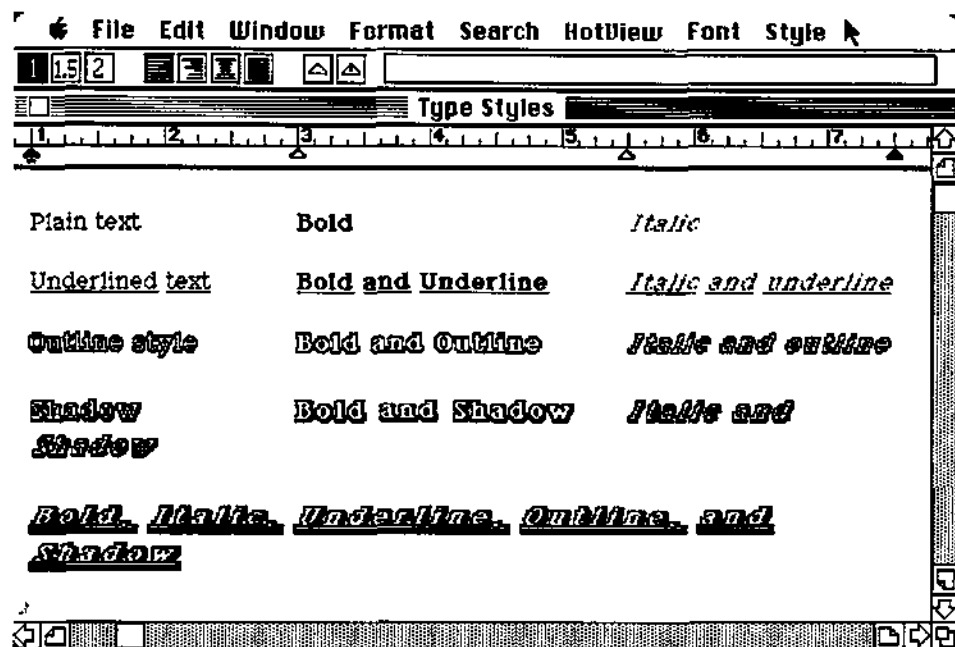 File Edit Window Format Search HotView Font Style
1 1.5 2
Type Styles
1 2 3 4 5 6 7
Plain text Bold Italic
Underlined text Bold and Underline Italic and underline
Outline style Bold and Outline Italic and outline
Shadow Bold and Shadow Italic and
Shadow
Bold, Italic, Underline, Outline, and
Shadow